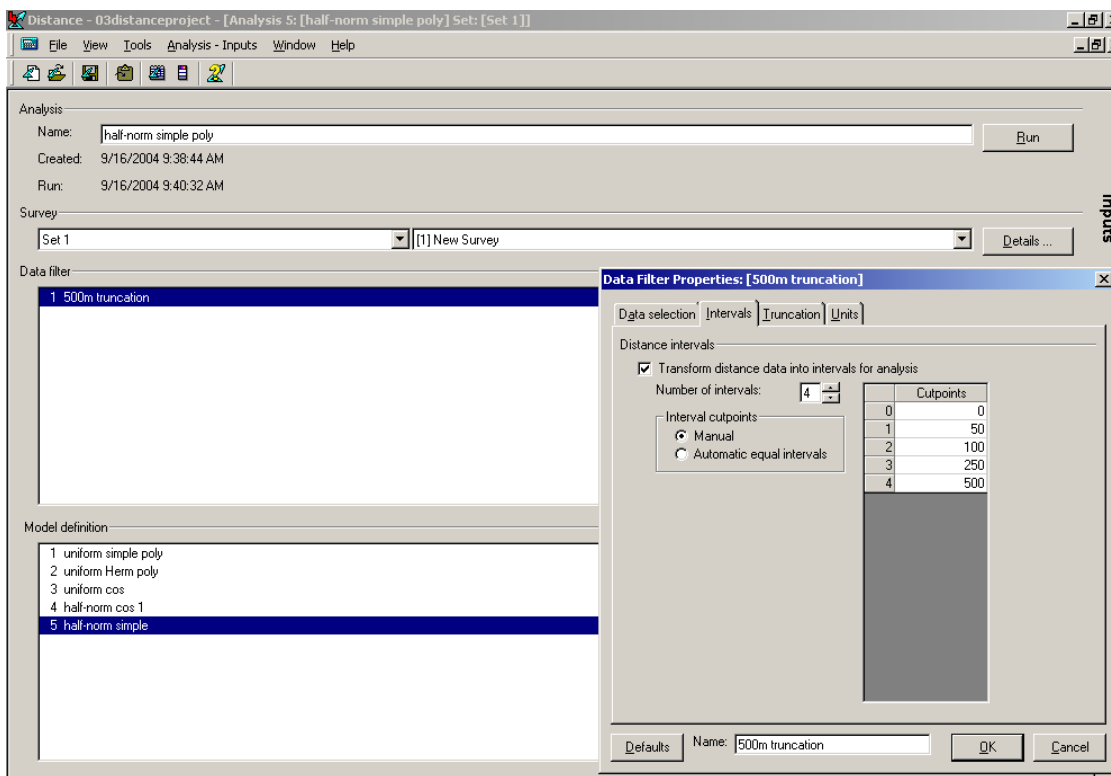 Distance - 03distanceproject - [Analysis 5: [half-norm simple poly] Set: [Set 1]]
File View Tools Analysis - Inputs Window Help
Analysis
Name: half-norm simple poly Run
Created: 9/16/2004 9:38:44 AM
Run: 9/16/2004 9:40:32 AM
Inputs
Survey
Set 1 [1] New Survey Details ...
Data filter
1 500m truncation
Model definition
1 uniform simple poly
2 uniform Herm poly
3 uniform cos
4 half-norm cos 1
5 half-norm simple
Data Filter Properties: [500m truncation]
Data selection Intervals Truncation Units
Distance intervals
Transform distance data into intervals for analysis
Number of intervals: 4
Interval cutpoints
Manual
Automatic equal intervals
Cutpoints
0 0
1 50
2 100
3 250
4 500
Defaults Name: 500m truncation OK Cancel